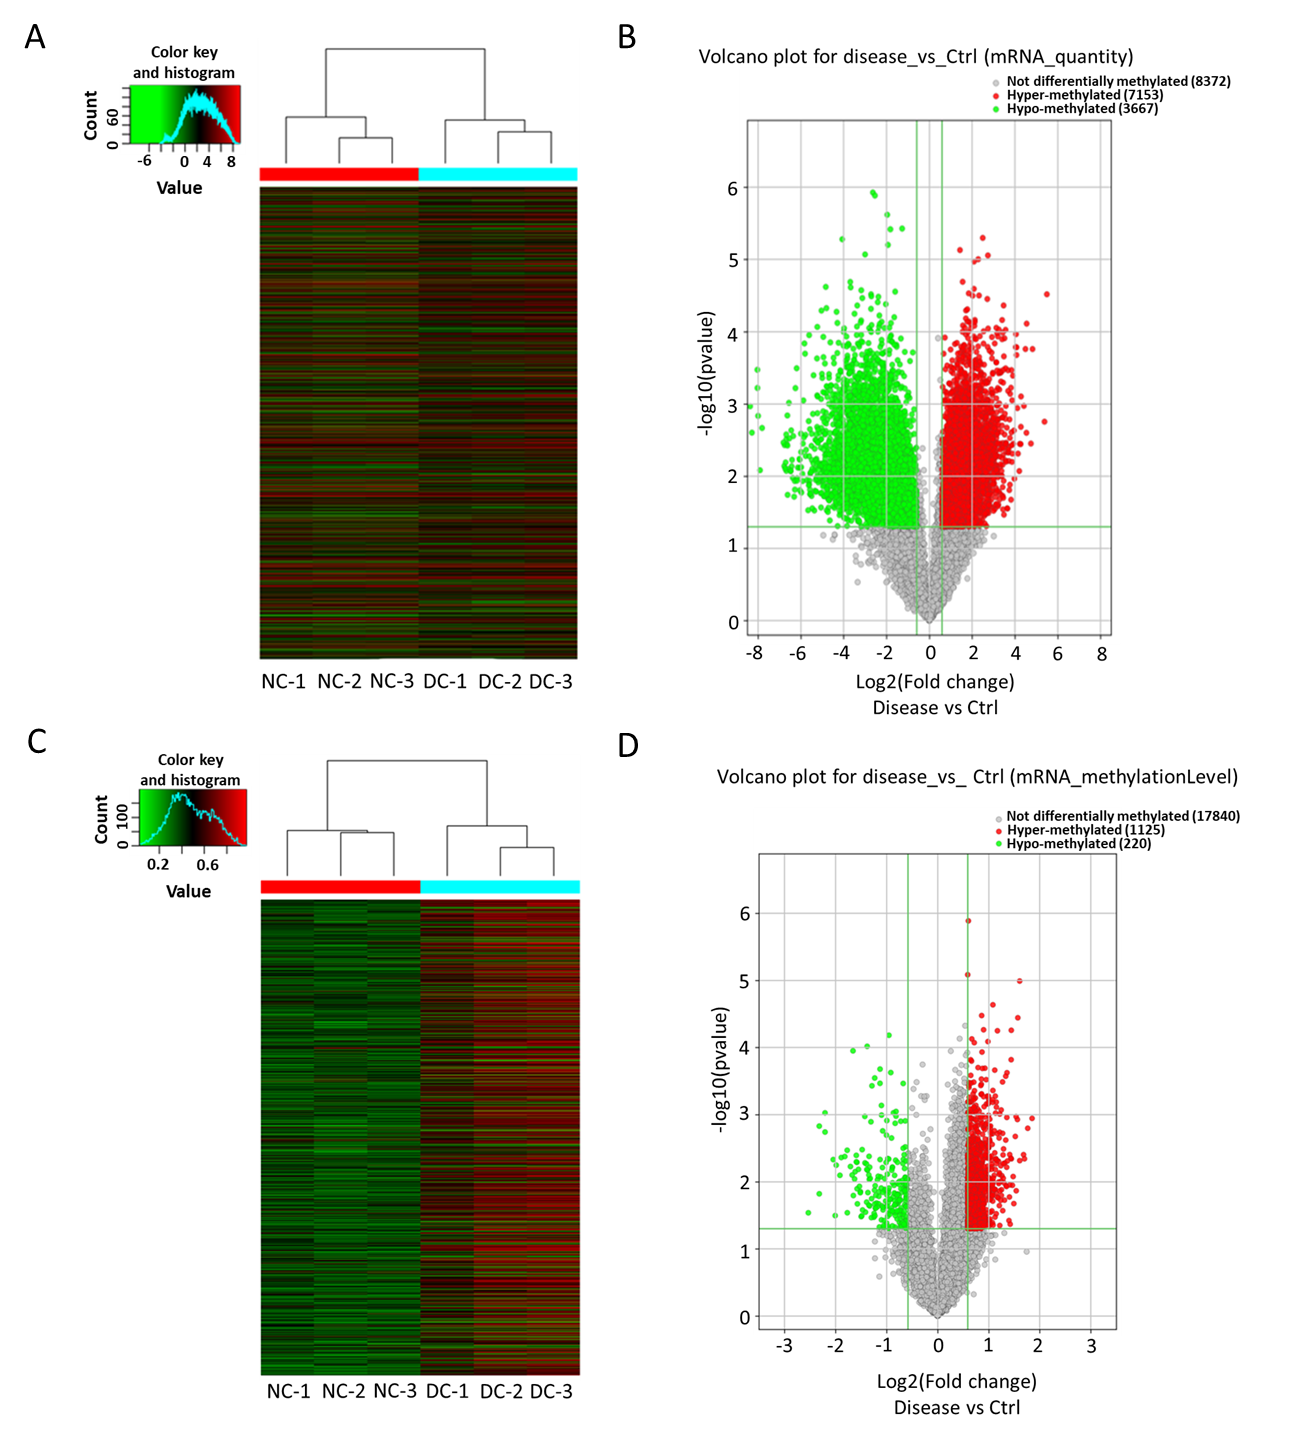 A
Color key
and histogram
Count
0 60
-6 0 4 8
Value
NC-1 NC-2 NC-3 DC-1 DC-2 DC-3
B
Volcano plot for disease_vs_Ctrl (mRNA_quantity)
Not differentially methylated (8372)
Hyper-methylated (7153)
Hypo-methylated (3667)
-log10(pvalue)
6
5
4
3
2
1
0
-8 -6 -4 -2 0 2 4 6 8
Log2(Fold change)
Disease vs Ctrl
C
Color key
and histogram
Count
0 100
0.2 0.6
Value
NC-1 NC-2 NC-3 DC-1 DC-2 DC-3
D
Volcano plot for disease_vs_ Ctrl (mRNA_methylationLevel)
Not differentially methylated (17840)
Hyper-methylated (1125)
Hypo-methylated (220)
-log10(pvalue)
6
5
4
3
2
1
0
-3 -2 -1 0 1 2 3
Log2(Fold change)
Disease vs Ctrl